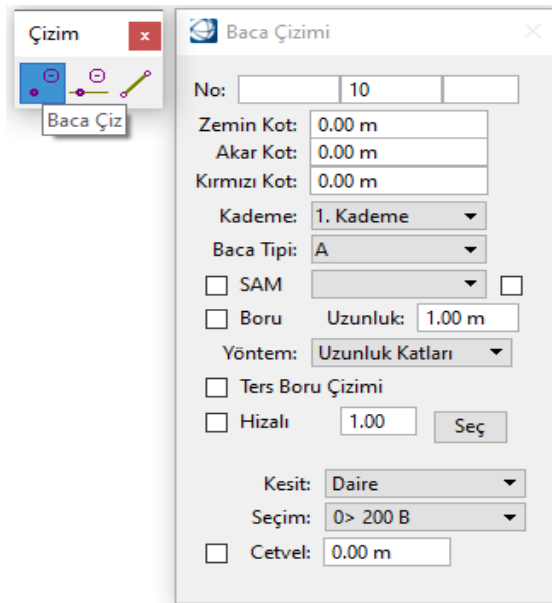 Çizim
x
Baca Çiz
Baca Çizimi
No: 10
Zemin Kot: 0.00 m
Akar Kot: 0.00 m
Kırmızı Kot: 0.00 m
Kademe: 1. Kademe
Baca Tipi: A
SAM
Boru Uzunluk: 1.00 m
Yöntem: Uzunluk Katları
Ters Boru Çizimi
Hizalı 1.00 Seç
Kesit: Daire
Seçim: 0> 200 B
Cetvel: 0.00 m